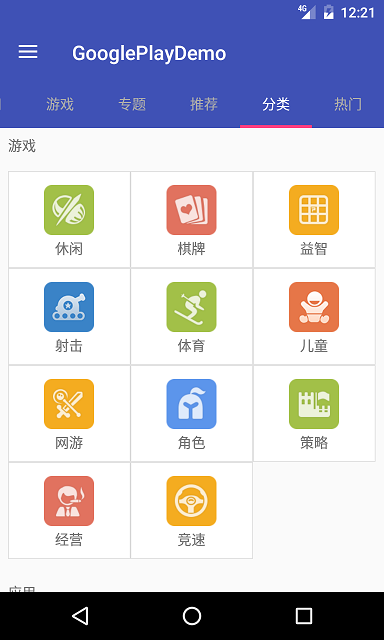 4G 12:21
GooglePlayDemo
游戏 专题 推荐 分类 热门
游戏
休闲 棋牌 益智
射击 体育 儿童
网游 角色 策略
经营 竞速